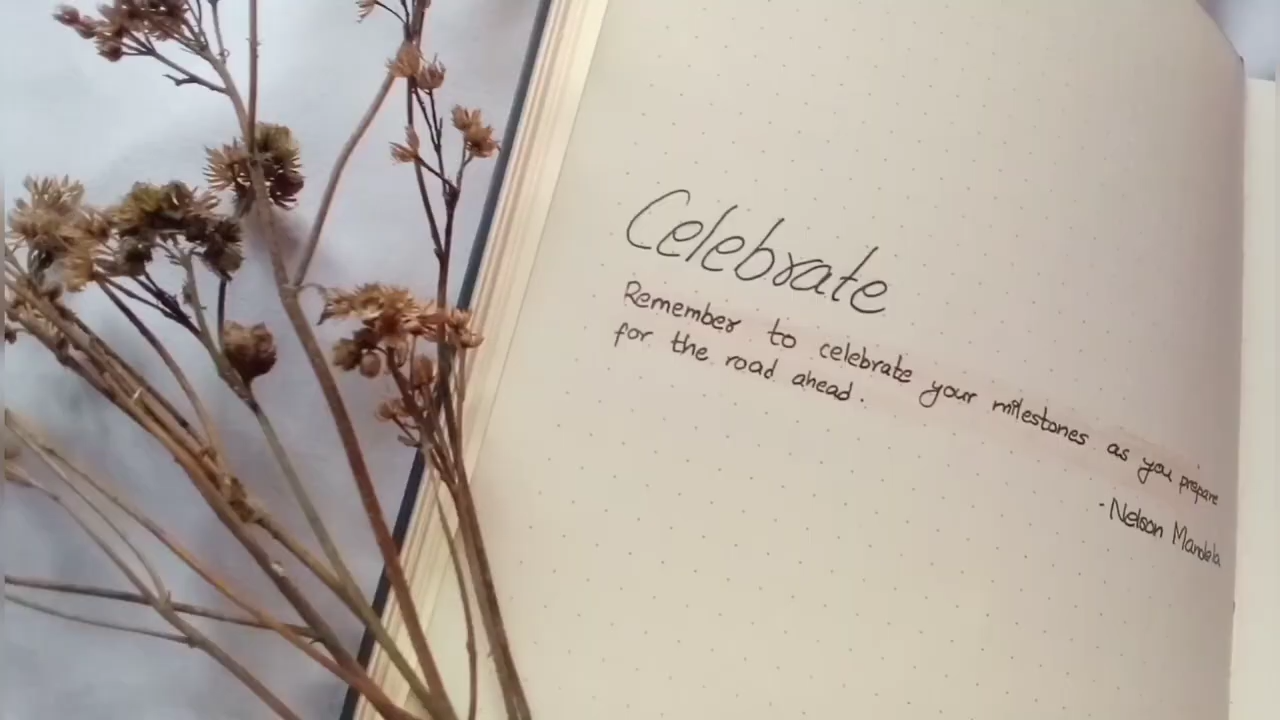 Celebrate
Remember to celebrate your milestones as you prepare
for the road ahead.
-Nelson Mandela